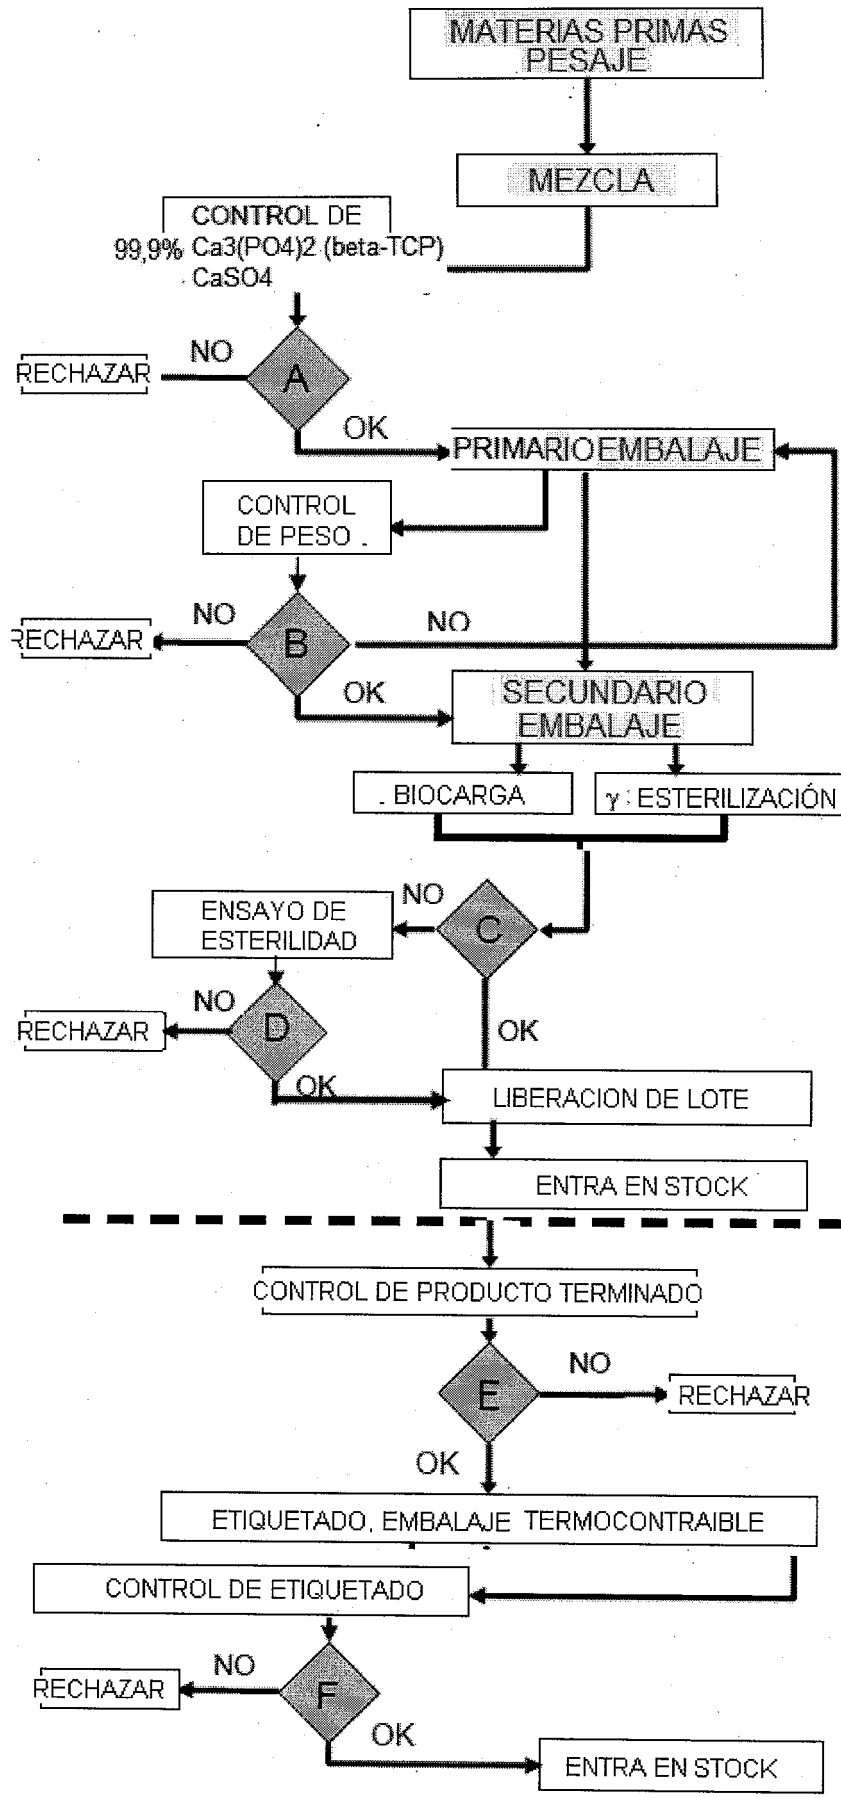 MATERIAS PRIMAS
PESAJE
MEZCLA
CONTROL DE
99,9% Ca3(PO4)2 (beta-TCP)
CaSO4
NO
RECHAZAR
A
OK
PRIMARIO EMBALAJE
CONTROL
DE PESO
NO
NO
RECHAZAR
B
OK
SECUNDARIO
EMBALAJE
BIOCARGA
γ: ESTERILIZACIÓN
NO
C
ENSAYO DE
ESTERILIDAD
NO
D
RECHAZAR
OK
OK
LIBERACION DE LOTE
ENTRA EN STOCK
CONTROL DE PRODUCTO TERMINADO
NO
E
RECHAZAR
OK
ETIQUETADO, EMBALAJE TERMOCONTRAIBLE
CONTROL DE ETIQUETADO
NO
RECHAZAR
F
OK
ENTRA EN STOCK